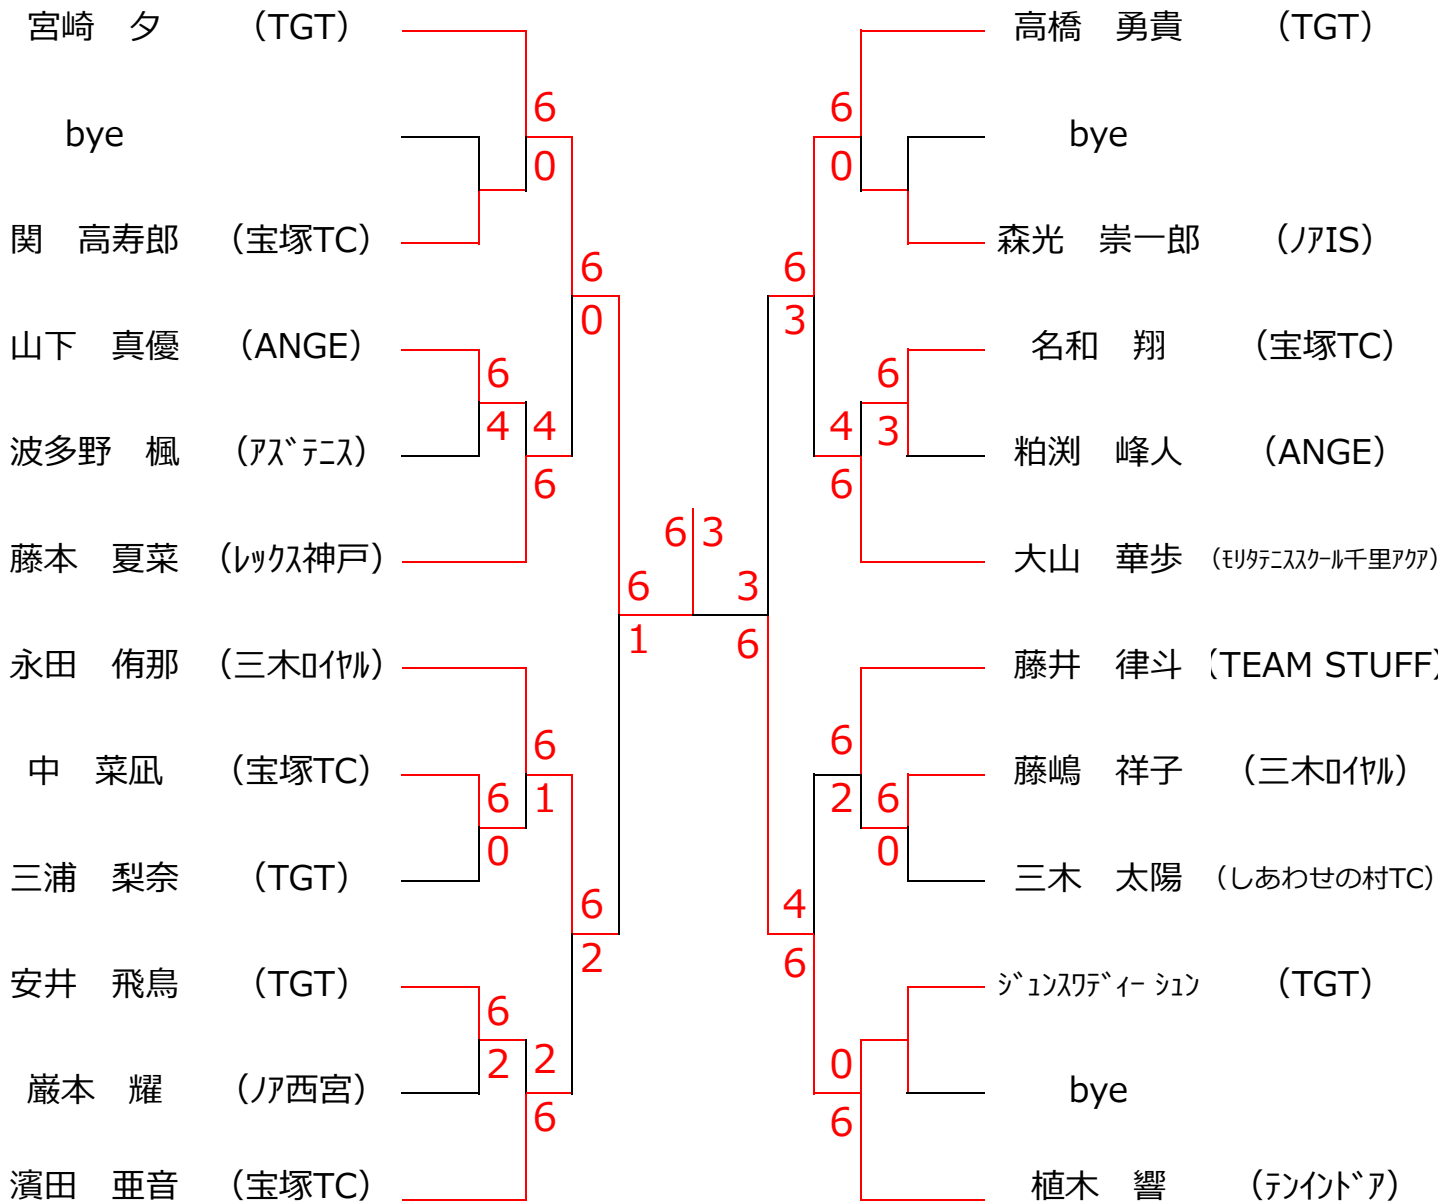 宮崎　夕　（TGT）
bye
関　高寿郎　（宝塚TC）
山下　真優　（ANGE）
波多野　楓　（ｱｽﾞﾃﾆｽ）
藤本　夏菜　（ﾚｯｸｽ神戸）
永田　侑那　（三木ﾛｲﾔﾙ）
中　菜凪　（宝塚TC）
三浦　梨奈　（TGT）
安井　飛鳥　（TGT）
厳本　耀　（ﾉｱ西宮）
濱田　亜音　（宝塚TC）
6
0
6
0
6
4
4
6
6
1
6
1
6
0
6
2
6
2
2
6
6 3
3
6
6
0
6
3
6
3
4
6
6
2
6
0
4
6
0
6
高橋　勇貴　（TGT）
bye
森光　崇一郎　（ﾉｱIS）
名和　翔　（宝塚TC）
粕渕　峰人　（ANGE）
大山　華歩　（ﾓﾘﾀﾃﾆｽｽｸｰﾙ千里ｱｸｱ）
藤井　律斗　（TEAM STUFF）
藤嶋　祥子　（三木ﾛｲﾔﾙ）
三木　太陽　（しあわせの村TC）
ｼﾞｭﾝｽﾜﾃﾞｨｰ ｼｭﾝ　（TGT）
bye
植木　響　（ﾃﾝｲﾝﾄﾞｱ）